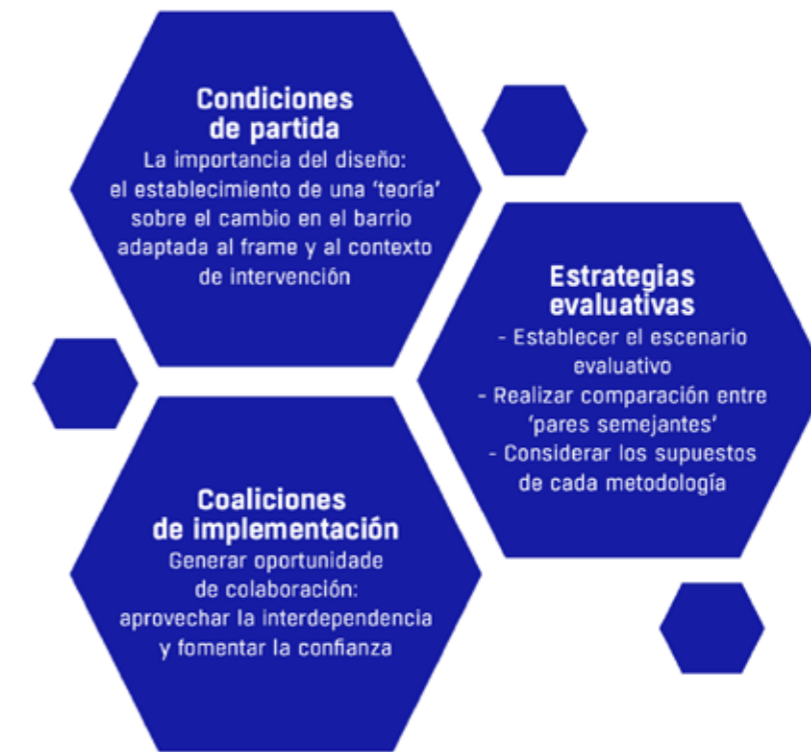 Condiciones
de partida
La importancia del diseño:
el establecimiento de una ‘teoría’
sobre el cambio en el barrio
adaptada al frame y al contexto
de intervención
Estrategias
evaluativas
- Establecer el escenario
evaluativo
- Realizar comparación entre
‘pares semejantes’
- Considerar los supuestos
de cada metodología
Coaliciones
de implementación
Generar oportunidade
de colaboración:
aprovechar la interdependencia
y fomentar la confianza